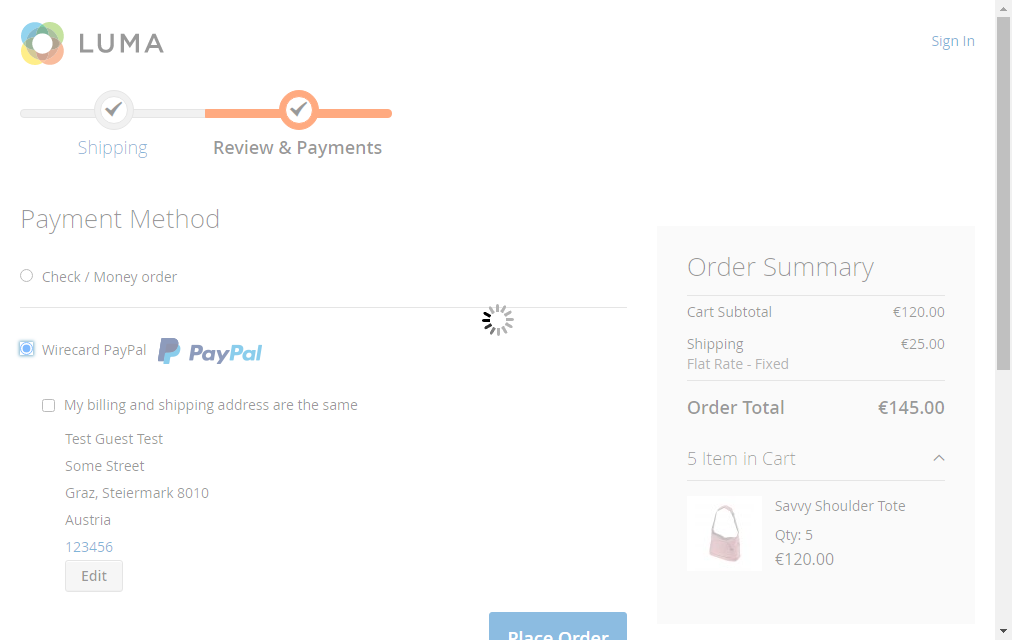 LUMA
Sign In
Shipping
Review & Payments
Payment Method
Check / Money order
Wirecard PayPal PayPal
My billing and shipping address are the same
Test Guest Test
Some Street
Graz, Steiermark 8010
Austria
123456
Edit
Place Order
Order Summary
Cart Subtotal €120.00
Shipping €25.00
Flat Rate - Fixed
Order Total €145.00
5 Item in Cart
Savvy Shoulder Tote
Qty: 5
€120.00